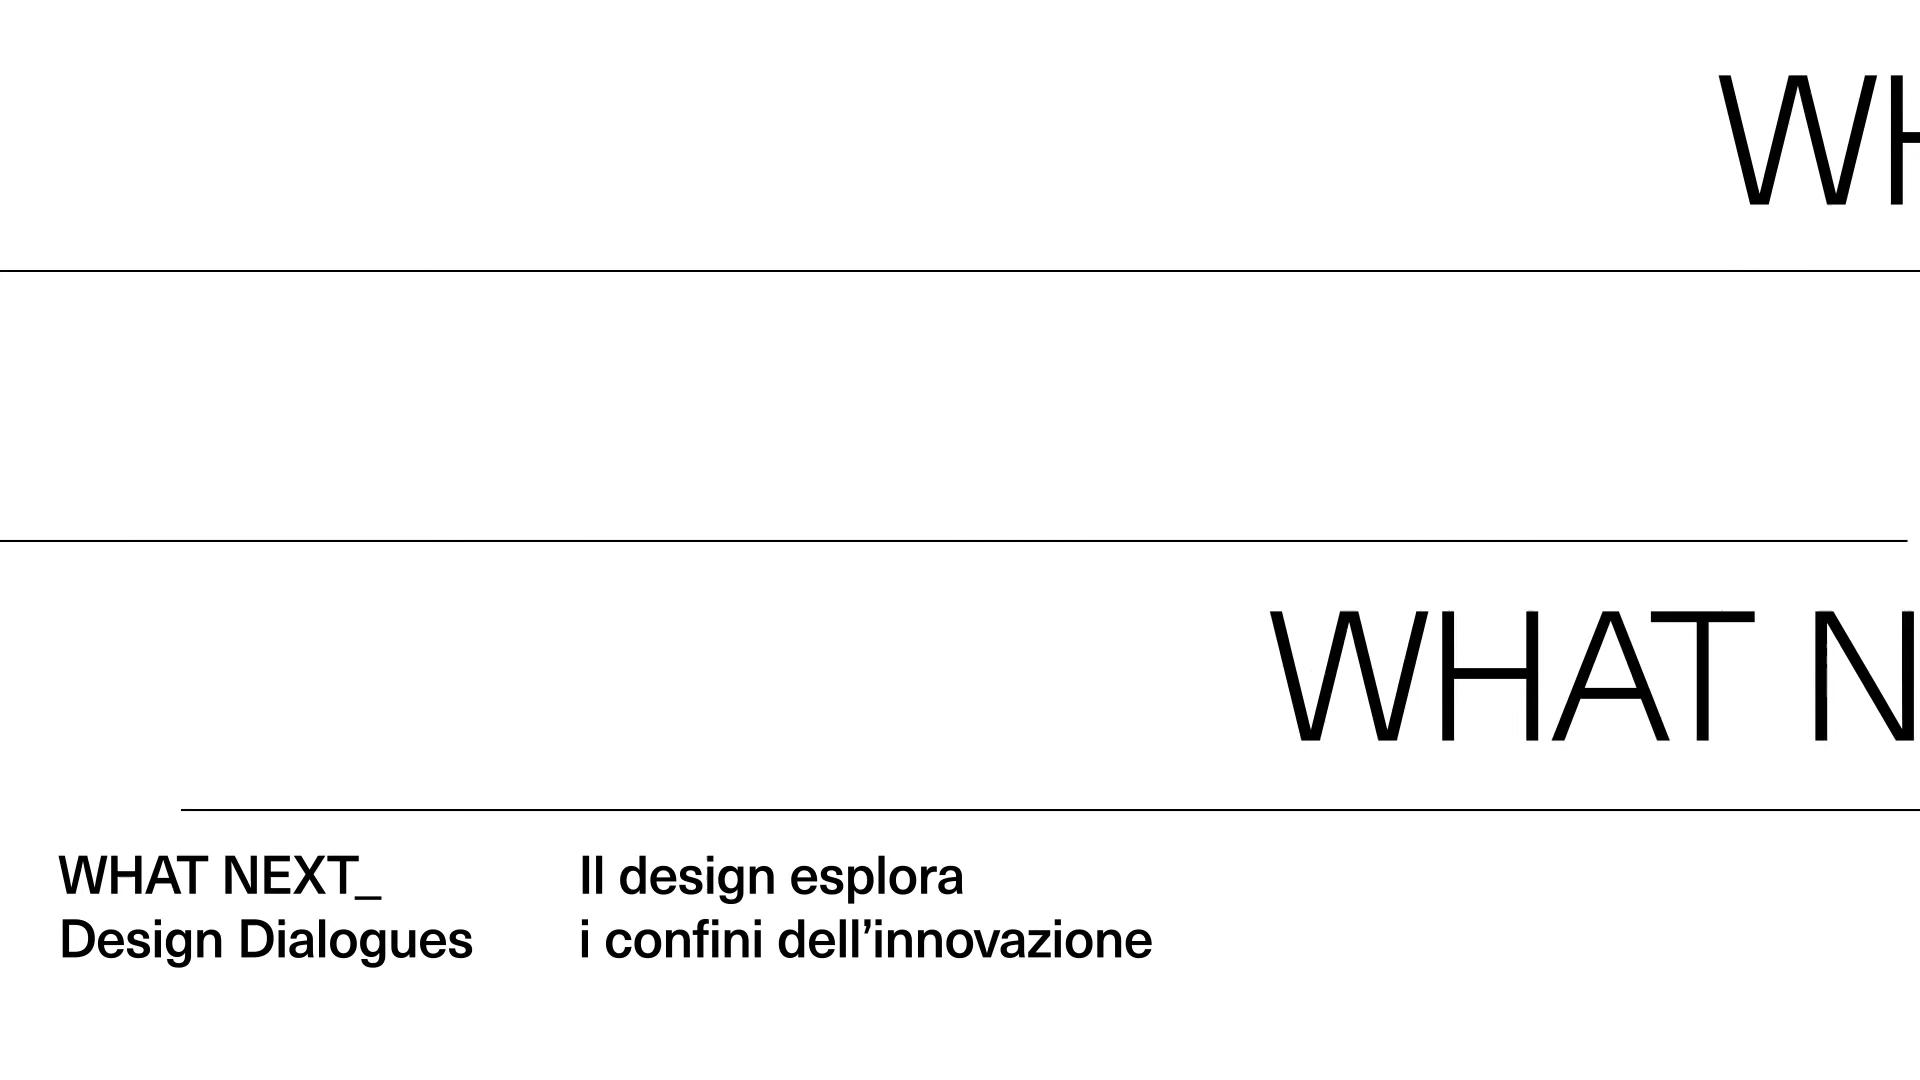 WH
WHAT N
WHAT NEXT_
Design Dialogues
Il design esplora
i confini dell’innovazione